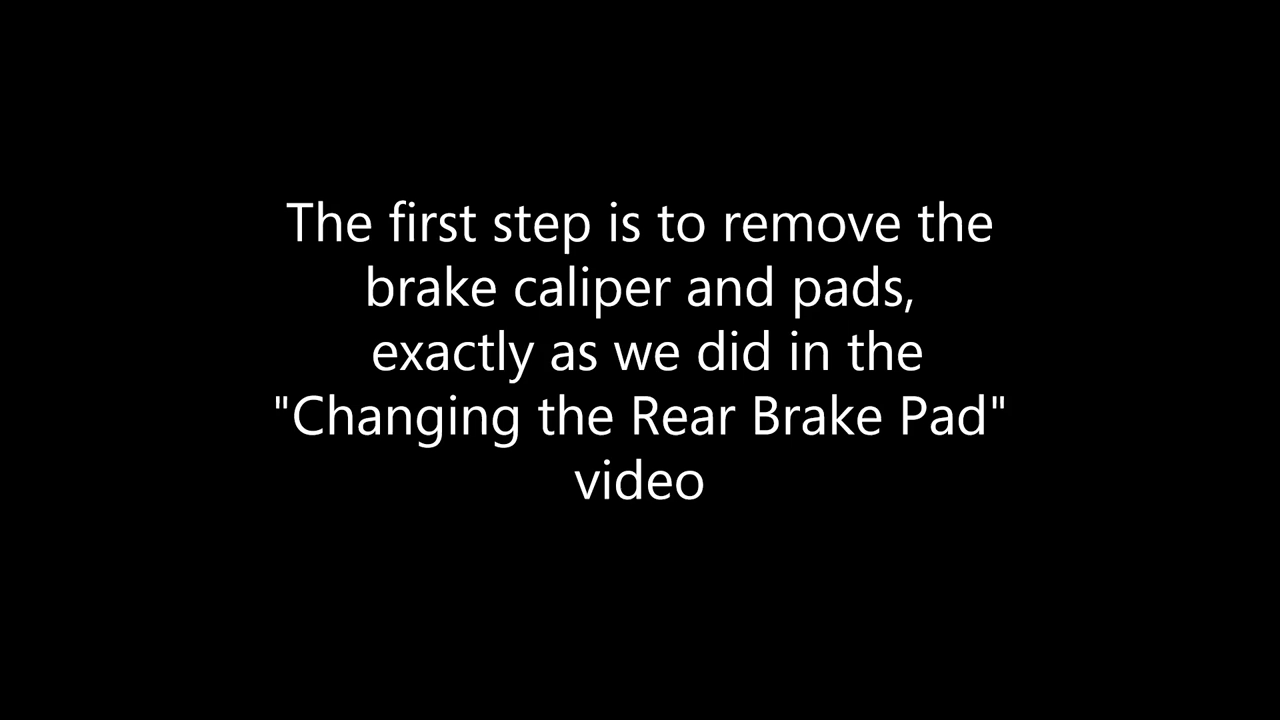 The first step is to remove the
brake caliper and pads,
exactly as we did in the
"Changing the Rear Brake Pad"
video